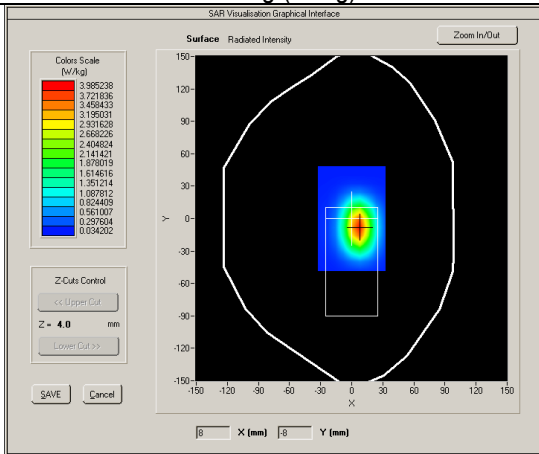 SAR Visualisation Graphical Interface
Surface Radiated Intensity
Zoom In/Out
Colors Scale
(W/kg)
3.985238
3.721836
3.458433
3.195031
2.931628
2.668226
2.404824
2.141421
1.878019
1.614616
1.351214
1.087812
0.824409
0.561007
0.297604
0.034202
Z-Cuts Control
<< Upper Cut
Z = 4.0 mm
Lower Cut >>
SAVE Cancel
150-
120-
90-
60-
30-
0-
-30-
-60-
-90-
-120-
-150-
Y
-150 -120 -90 -60 -30 0 30 60 90 120 150
X
8 X (mm) -8 Y (mm)